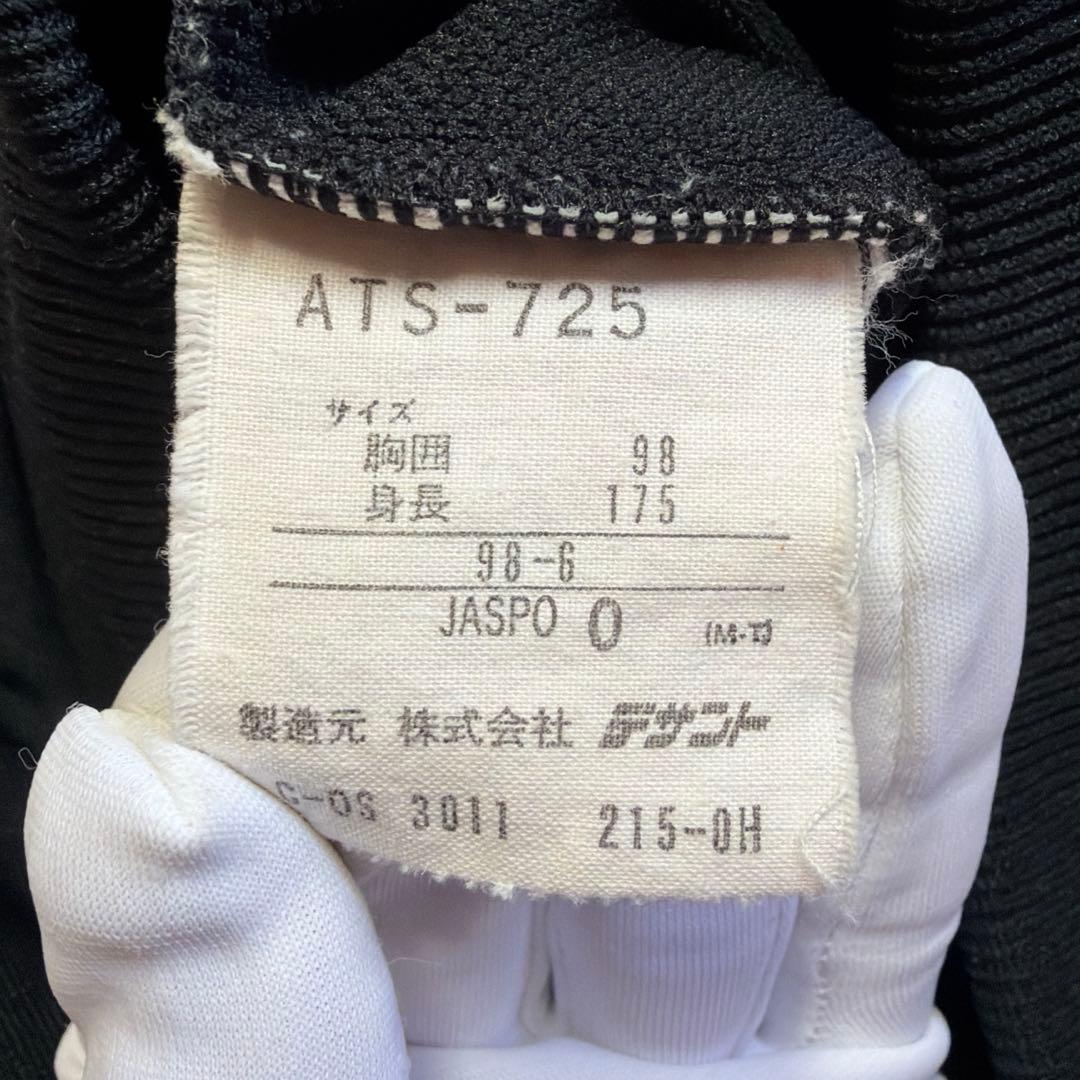 ATS-725
サイズ
胸囲 98
身長 175
98-6
JASPO O (M-T)
製造元 株式会社 デサント
C-OS 3011 215-0H